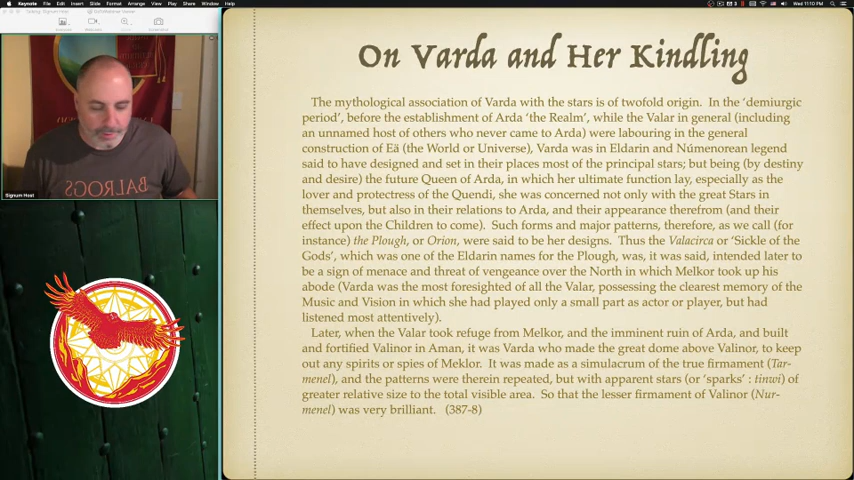 Keynote File Edit Insert Slide Format Arrange View Play Share Window Help
Wed 11:10 PM
Signum Host
BALROGS
On Varda and Her Kindling
The mythological association of Varda with the stars is of twofold origin. In the 'demiurgic
period', before the establishment of Arda 'the Realm', while the Valar in general (including
an unnamed host of others who never came to Arda) were labouring in the general
construction of Eä (the World or Universe), Varda was in Eldarin and Númenorean legend
said to have designed and set in their places most of the principal stars; but being (by destiny
and desire) the future Queen of Arda, in which her ultimate function lay, especially as the
lover and protectress of the Quendi, she was concerned not only with the great Stars in
themselves, but also in their relations to Arda, and their appearance therefrom (and their
effect upon the Children to come). Such forms and major patterns, therefore, as we call (for
instance) the Plough, or Orion, were said to be her designs. Thus the Valacirca or 'Sickle of the
Gods', which was one of the Eldarin names for the Plough, was, it was said, intended later to
be a sign of menace and threat of vengeance over the North in which Melkor took up his
abode (Varda was the most foresighted of all the Valar, possessing the clearest memory of the
Music and Vision in which she had played only a small part as actor or player, but had
listened most attentively).
Later, when the Valar took refuge from Melkor, and the imminent ruin of Arda, and built
and fortified Valinor in Aman, it was Varda who made the great dome above Valinor, to keep
out any spirits or spies of Meklor. It was made as a simulacrum of the true firmament (Tar-
menel), and the patterns were therein repeated, but with apparent stars (or 'sparks' : tinwi) of
greater relative size to the total visible area. So that the lesser firmament of Valinor (Nur-
menel) was very brilliant. (387-8)